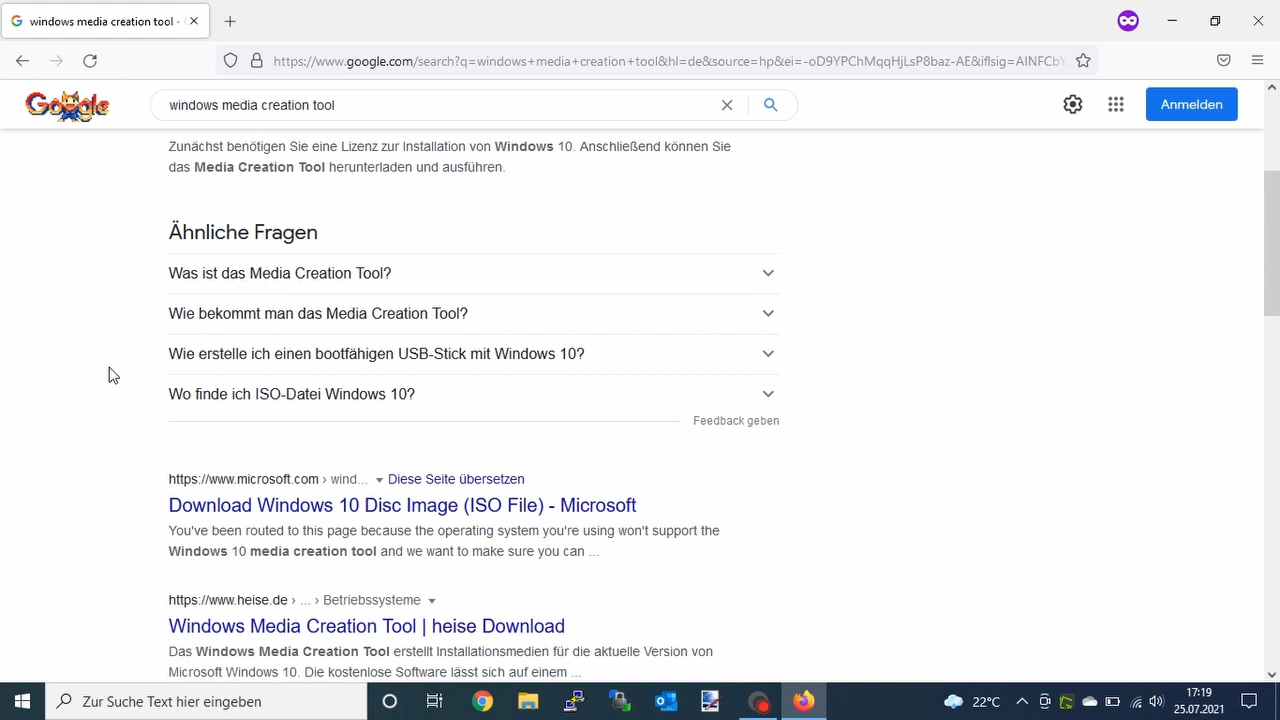 windows media creation tool -
https://www.google.com/search?q=windows+media+creation+tool&hl=de&source=hp&ei=-oD9YPChMqqHjLsP8baz-AE&iflsig=AINFCbY
Google
windows media creation tool
Anmelden
Zunächst benötigen Sie eine Lizenz zur Installation von Windows 10. Anschließend können Sie
das Media Creation Tool herunterladen und ausführen.
Ähnliche Fragen
Was ist das Media Creation Tool?
Wie bekommt man das Media Creation Tool?
Wie erstelle ich einen bootfähigen USB-Stick mit Windows 10?
Wo finde ich ISO-Datei Windows 10?
Feedback geben
https://www.microsoft.com › wind... Diese Seite übersetzen
Download Windows 10 Disc Image (ISO File) - Microsoft
You've been routed to this page because the operating system you're using won't support the
Windows 10 media creation tool and we want to make sure you can ...
https://www.heise.de › ... › Betriebssysteme
Windows Media Creation Tool | heise Download
Das Windows Media Creation Tool erstellt Installationsmedien für die aktuelle Version von
Microsoft Windows 10. Die kostenlose Software lässt sich auf einem ...
Zur Suche Text hier eingeben
22°C
17:19
25.07.2021